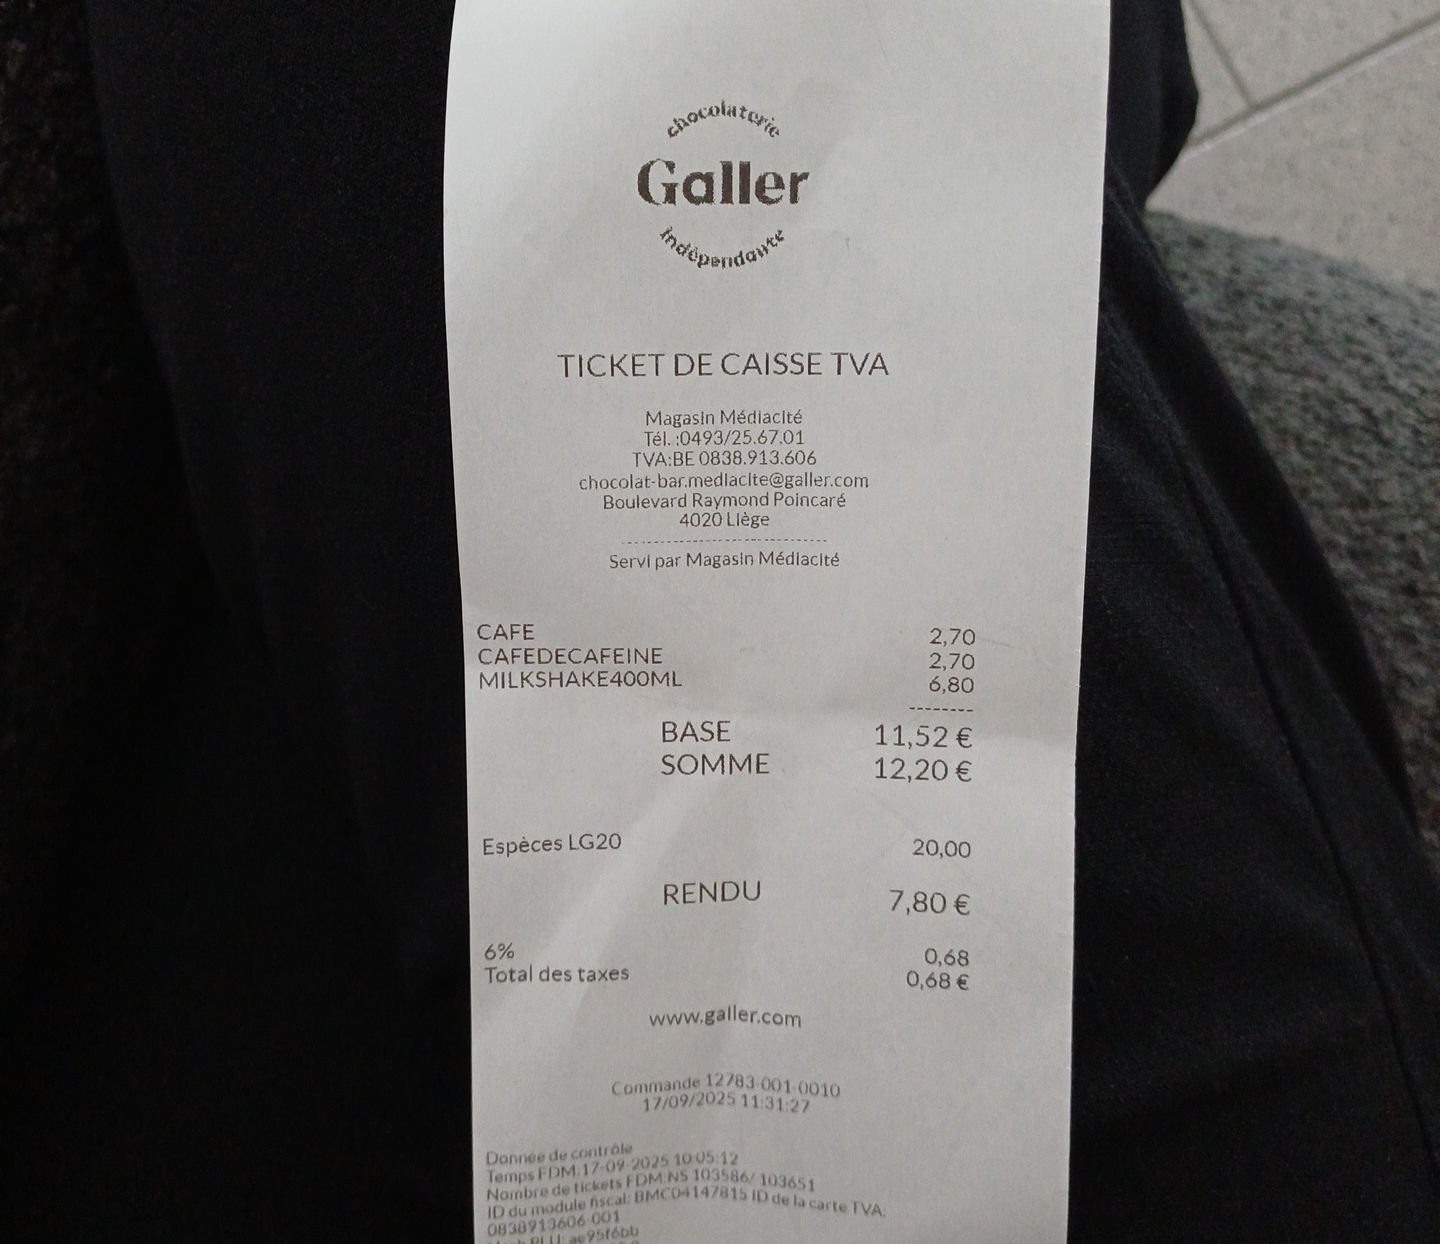 chocolaterie
Galler
indépendante
TICKET DE CAISSE TVA
Magasin Médiacité
Tél. :0493/25.67.01
TVA:BE 0838.913.606
chocolat-bar.mediacite@galler.com
Boulevard Raymond Poincaré
4020 Liège
--------------------------------
Servi par Magasin Médiacité
CAFE 2,70
CAFEDECAFEINE 2,70
MILKSHAKE400ML 6,80
--------
BASE 11,52 €
SOMME 12,20 €
Espèces LG20 20,00
RENDU 7,80 €
6% 0,68
Total des taxes 0,68 €
www.galler.com
Commande 12783-001-0010
17/09/2025 11:31:27
Donnée de contrôle
Temps FDM:17-09-2025 10:05:12
Nombre de tickets FDM:NS 103586/ 103651
ID du module fiscal: BMC04147815 ID de la carte TVA:
0838913606 001
PLU: ae95f6bb